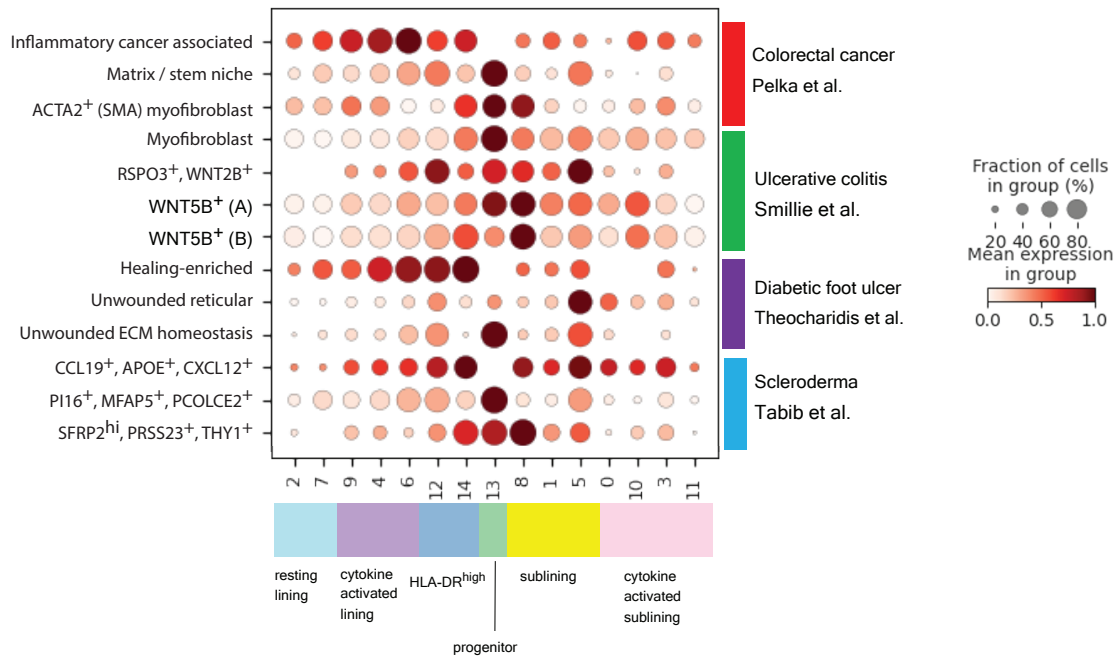 Inflammatory cancer associated
Matrix / stem niche
ACTA2+ (SMA) myofibroblast
Myofibroblast
RSPO3+, WNT2B+
WNT5B+ (A)
WNT5B+ (B)
Healing-enriched
Unwounded reticular
Unwounded ECM homeostasis
CCL19+, APOE+, CXCL12+
PI16+, MFAP5+, PCOLCE2+
SFRP2hi, PRSS23+, THY1+
Colorectal cancer
Pelka et al.
Ulcerative colitis
Smillie et al.
Diabetic foot ulcer
Theocharidis et al.
Scleroderma
Tabib et al.
Fraction of cells
in group (%)
20 40 60 80
Mean expression
in group
0.0 0.5 1.0
2 7 9 4 6 12 14 13 8 1 5 0 10 3 11
resting
lining
cytokine
activated
lining
HLA-DRhigh
progenitor
sublining
cytokine
activated
sublining